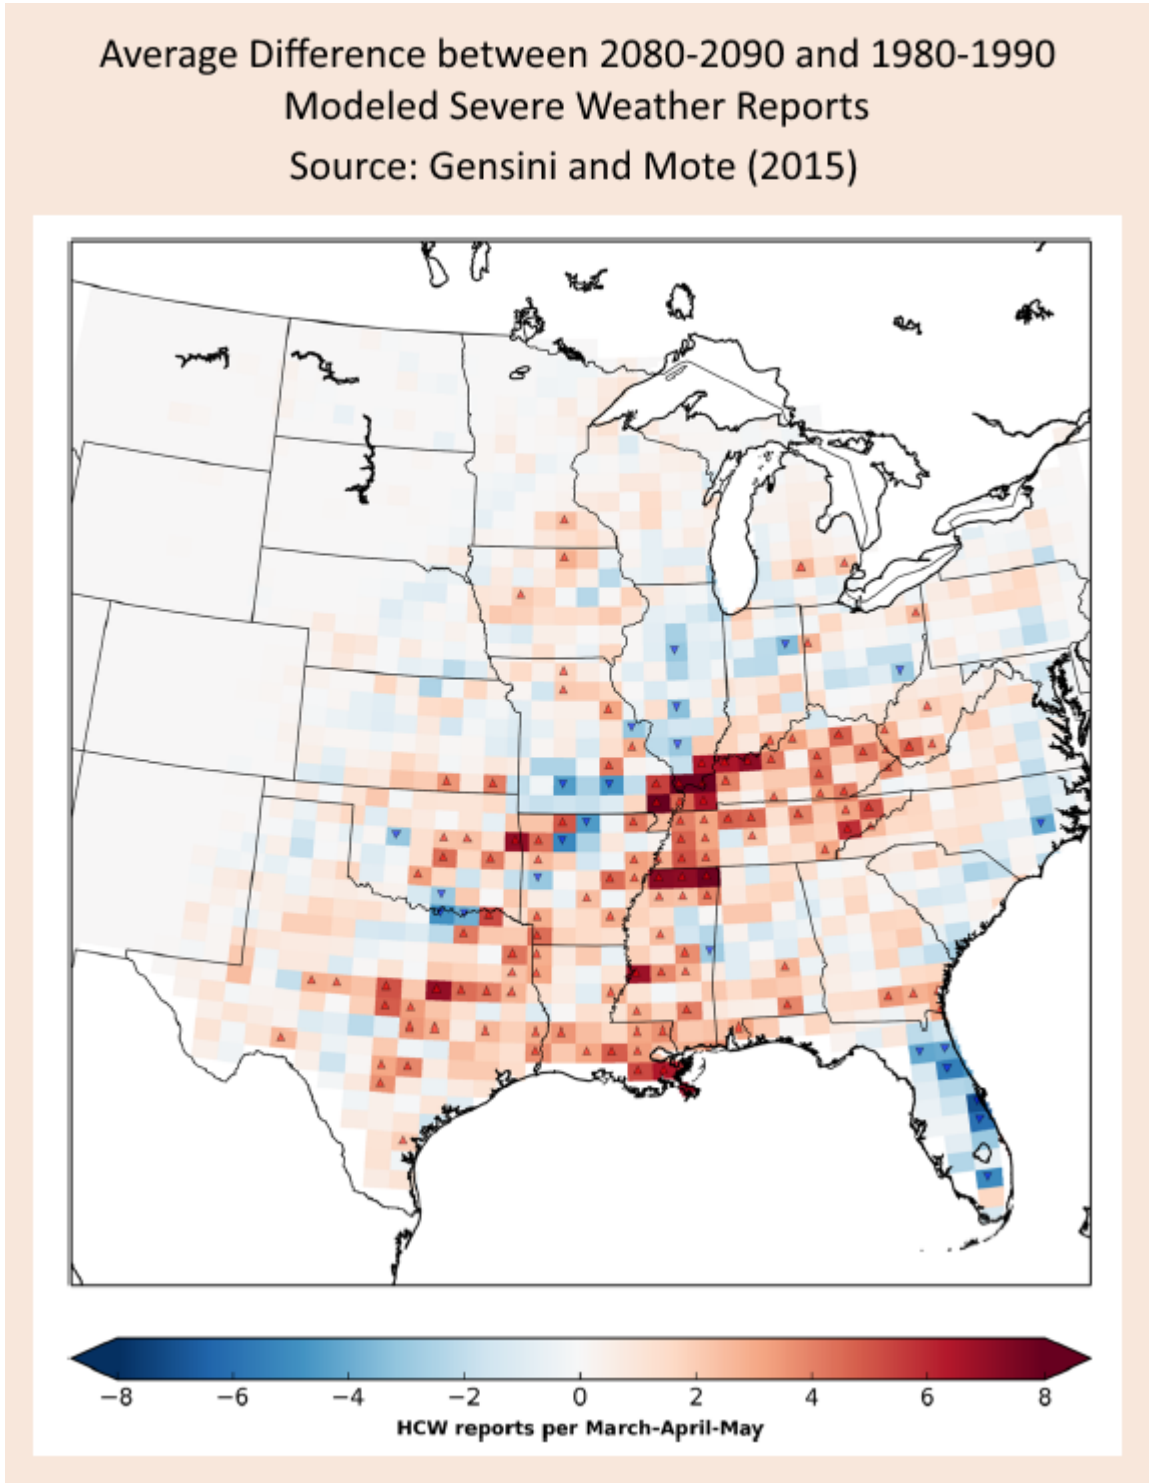 Average Difference between 2080-2090 and 1980-1990
Modeled Severe Weather Reports
Source: Gensini and Mote (2015)
−8 −6 −4 −2 0 2 4 6 8
HCW reports per March-April-May